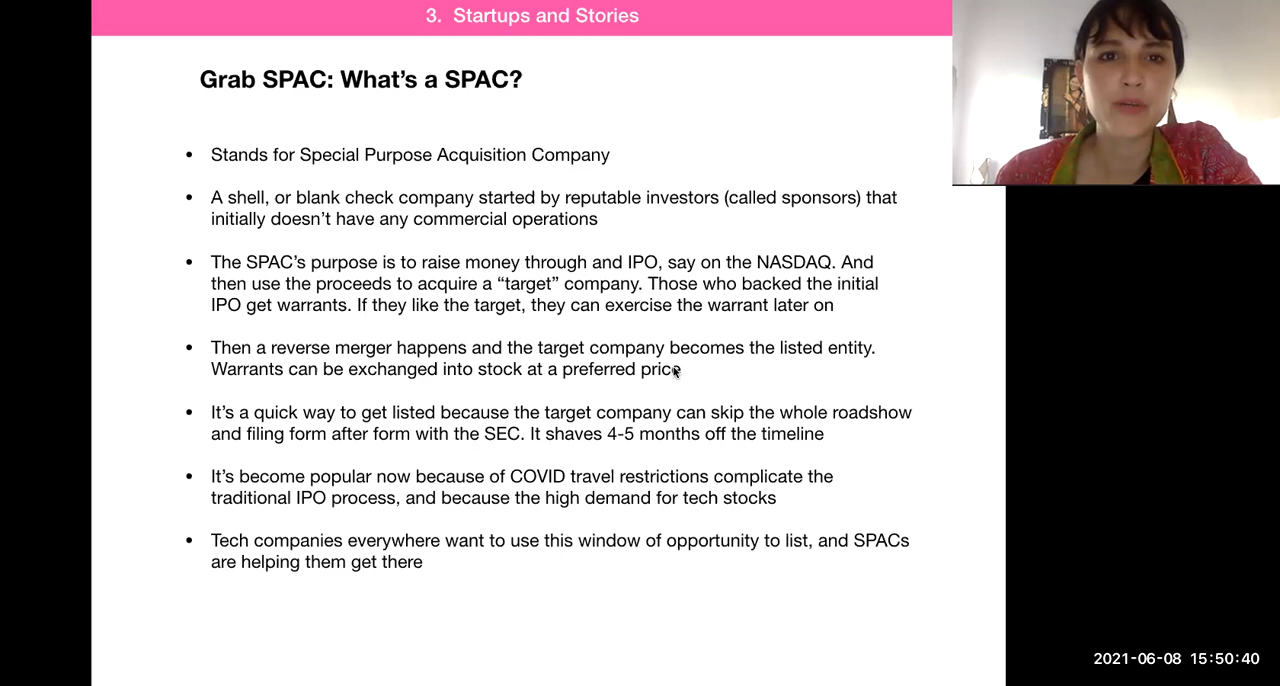 3. Startups and Stories
Grab SPAC: What's a SPAC?
• Stands for Special Purpose Acquisition Company
• A shell, or blank check company started by reputable investors (called sponsors) that
initially doesn't have any commercial operations
• The SPAC's purpose is to raise money through and IPO, say on the NASDAQ. And
then use the proceeds to acquire a “target” company. Those who backed the initial
IPO get warrants. If they like the target, they can exercise the warrant later on
• Then a reverse merger happens and the target company becomes the listed entity.
Warrants can be exchanged into stock at a preferred price
• It's a quick way to get listed because the target company can skip the whole roadshow
and filing form after form with the SEC. It shaves 4-5 months off the timeline
• It's become popular now because of COVID travel restrictions complicate the
traditional IPO process, and because the high demand for tech stocks
• Tech companies everywhere want to use this window of opportunity to list, and SPACs
are helping them get there
2021-06-08 15:50:40